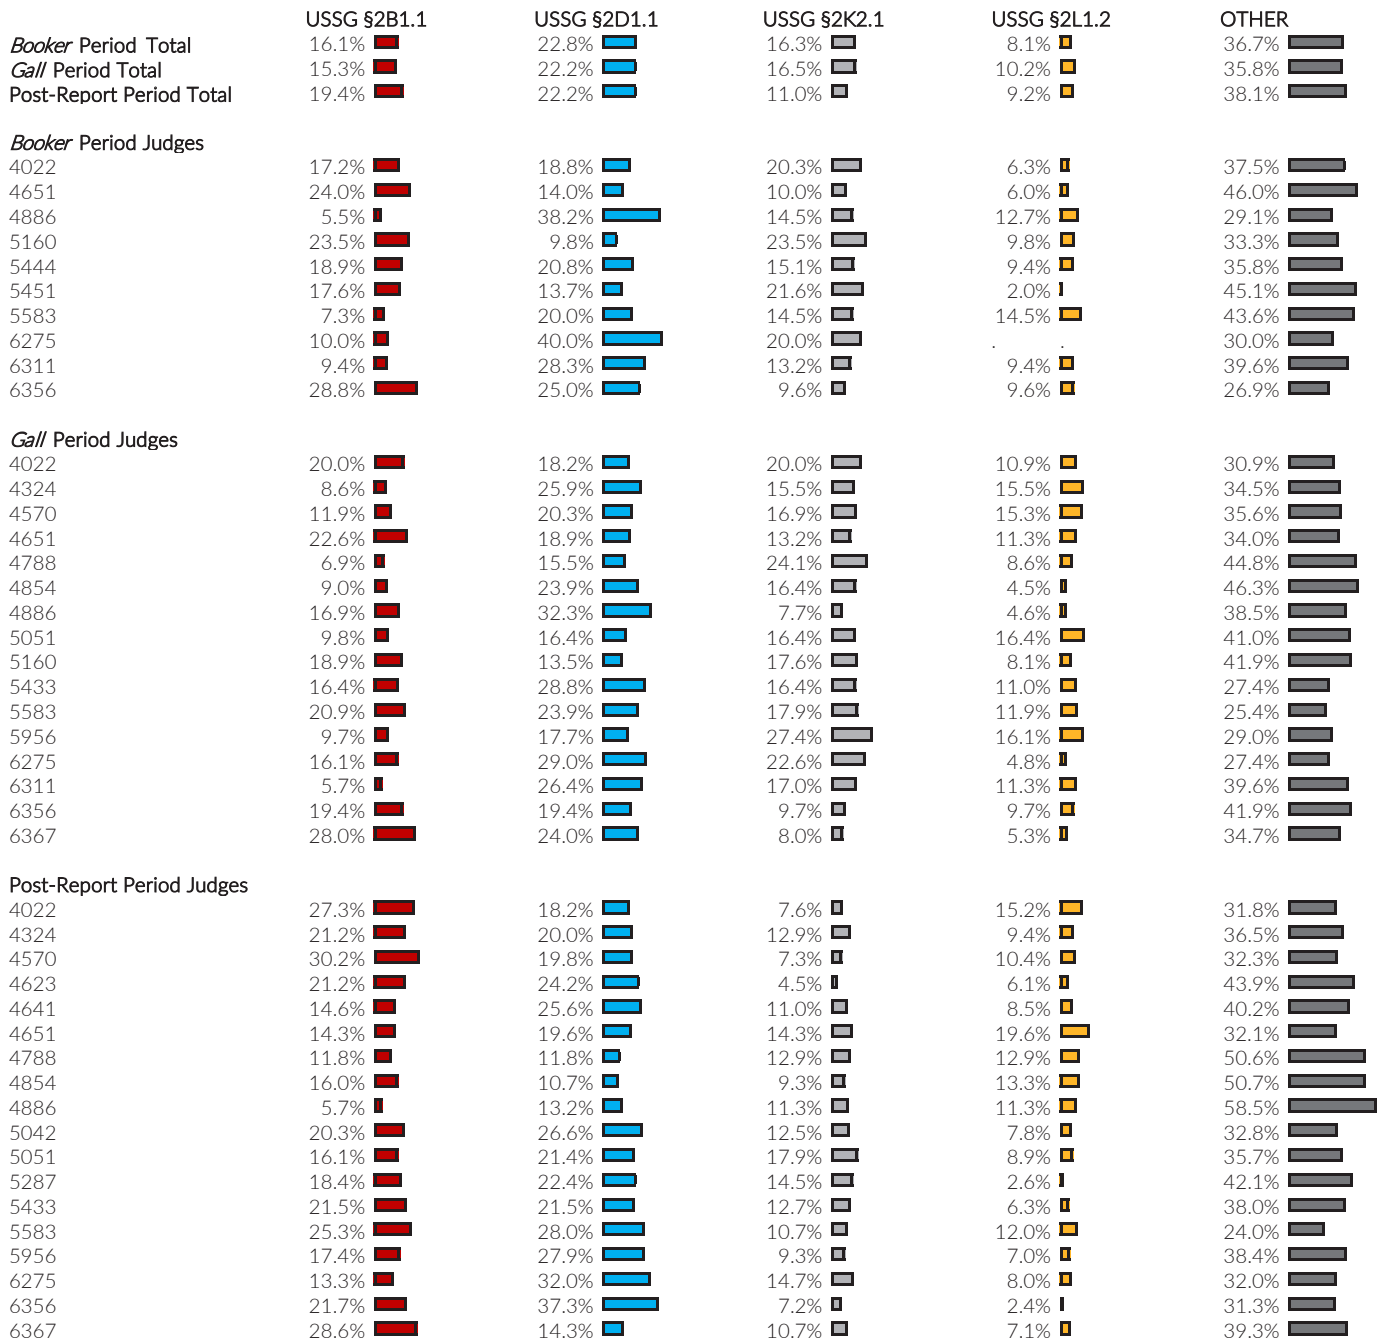 USSG §2B1.1 USSG §2D1.1 USSG §2K2.1 USSG §2L1.2 OTHER
Booker Period Total 16.1% 22.8% 16.3% 8.1% 36.7%
Gall Period Total 15.3% 22.2% 16.5% 10.2% 35.8%
Post-Report Period Total 19.4% 22.2% 11.0% 9.2% 38.1%
Booker Period Judges
4022 17.2% 18.8% 20.3% 6.3% 37.5%
4651 24.0% 14.0% 10.0% 6.0% 46.0%
4886 5.5% 38.2% 14.5% 12.7% 29.1%
5160 23.5% 9.8% 23.5% 9.8% 33.3%
5444 18.9% 20.8% 15.1% 9.4% 35.8%
5451 17.6% 13.7% 21.6% 2.0% 45.1%
5583 7.3% 20.0% 14.5% 14.5% 43.6%
6275 10.0% 40.0% 20.0% . . 30.0%
6311 9.4% 28.3% 13.2% 9.4% 39.6%
6356 28.8% 25.0% 9.6% 9.6% 26.9%
Gall Period Judges
4022 20.0% 18.2% 20.0% 10.9% 30.9%
4324 8.6% 25.9% 15.5% 15.5% 34.5%
4570 11.9% 20.3% 16.9% 15.3% 35.6%
4651 22.6% 18.9% 13.2% 11.3% 34.0%
4788 6.9% 15.5% 24.1% 8.6% 44.8%
4854 9.0% 23.9% 16.4% 4.5% 46.3%
4886 16.9% 32.3% 7.7% 4.6% 38.5%
5051 9.8% 16.4% 16.4% 16.4% 41.0%
5160 18.9% 13.5% 17.6% 8.1% 41.9%
5433 16.4% 28.8% 16.4% 11.0% 27.4%
5583 20.9% 23.9% 17.9% 11.9% 25.4%
5956 9.7% 17.7% 27.4% 16.1% 29.0%
6275 16.1% 29.0% 22.6% 4.8% 27.4%
6311 5.7% 26.4% 17.0% 11.3% 39.6%
6356 19.4% 19.4% 9.7% 9.7% 41.9%
6367 28.0% 24.0% 8.0% 5.3% 34.7%
Post-Report Period Judges
4022 27.3% 18.2% 7.6% 15.2% 31.8%
4324 21.2% 20.0% 12.9% 9.4% 36.5%
4570 30.2% 19.8% 7.3% 10.4% 32.3%
4623 21.2% 24.2% 4.5% 6.1% 43.9%
4641 14.6% 25.6% 11.0% 8.5% 40.2%
4651 14.3% 19.6% 14.3% 19.6% 32.1%
4788 11.8% 11.8% 12.9% 12.9% 50.6%
4854 16.0% 10.7% 9.3% 13.3% 50.7%
4886 5.7% 13.2% 11.3% 11.3% 58.5%
5042 20.3% 26.6% 12.5% 7.8% 32.8%
5051 16.1% 21.4% 17.9% 8.9% 35.7%
5287 18.4% 22.4% 14.5% 2.6% 42.1%
5433 21.5% 21.5% 12.7% 6.3% 38.0%
5583 25.3% 28.0% 10.7% 12.0% 24.0%
5956 17.4% 27.9% 9.3% 7.0% 38.4%
6275 13.3% 32.0% 14.7% 8.0% 32.0%
6356 21.7% 37.3% 7.2% 2.4% 31.3%
6367 28.6% 14.3% 10.7% 7.1% 39.3%